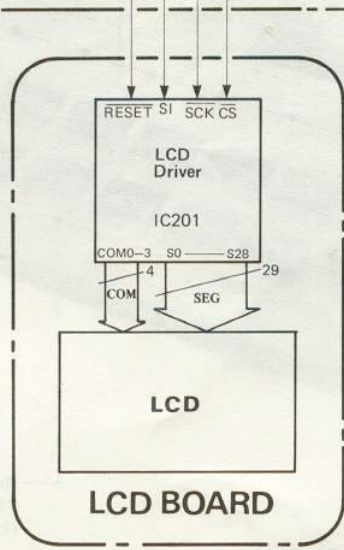 RESET SI SCK CS
LCD
Driver
IC201
COM0–3 S0 ——— S28
4 29
COM SEG
LCD
LCD BOARD